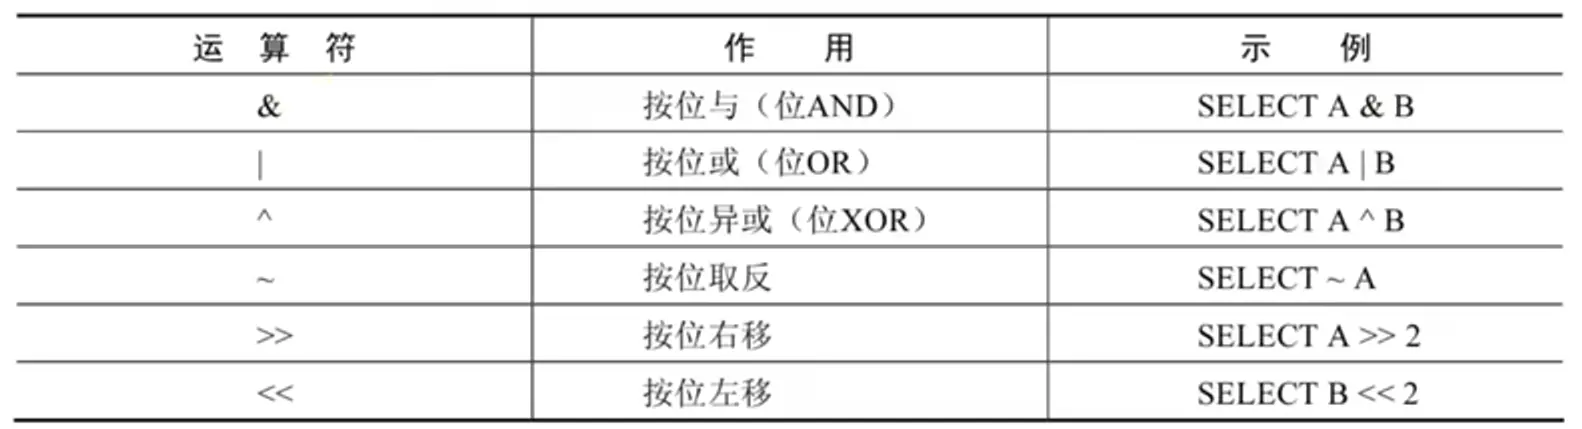 运 算 符 作 用 示 例
& 按位与（位AND） SELECT A & B
| 按位或（位OR） SELECT A | B
^ 按位异或（位XOR） SELECT A ^ B
~ 按位取反 SELECT ~ A
>> 按位右移 SELECT A >> 2
<< 按位左移 SELECT B << 2